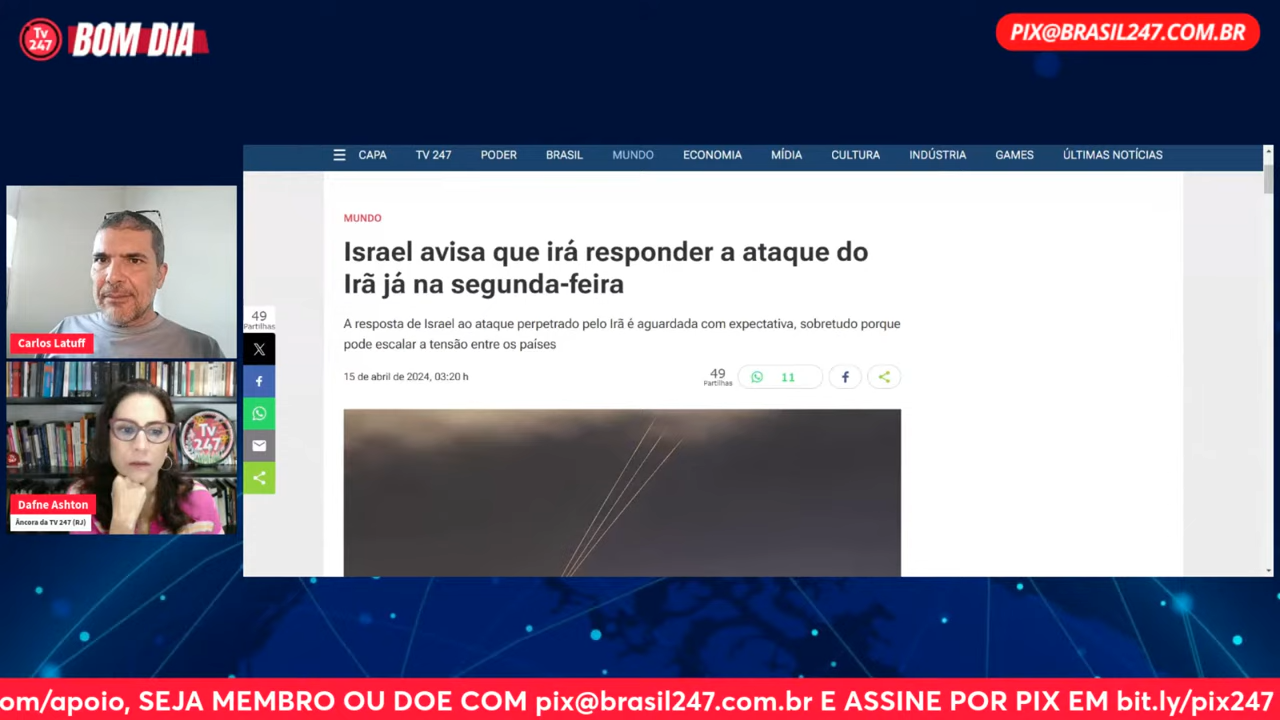 Tv
247
BOM DIA
PIX@BRASIL247.COM.BR
CAPA TV 247 PODER BRASIL MUNDO ECONOMIA MÍDIA CULTURA INDÚSTRIA GAMES ÚLTIMAS NOTÍCIAS
MUNDO
Israel avisa que irá responder a ataque do
Irã já na segunda-feira
A resposta de Israel ao ataque perpetrado pelo Irã é aguardada com expectativa, sobretudo porque
pode escalar a tensão entre os países
15 de abril de 2024, 03:20 h
49
Partilhas
11
49
Partilhas
Carlos Latuff
Tv
247
Dafne Ashton
Âncora da TV 247 (RJ)
om/apoio, SEJA MEMBRO OU DOE COM pix@brasil247.com.br E ASSINE POR PIX EM bit.ly/pix247